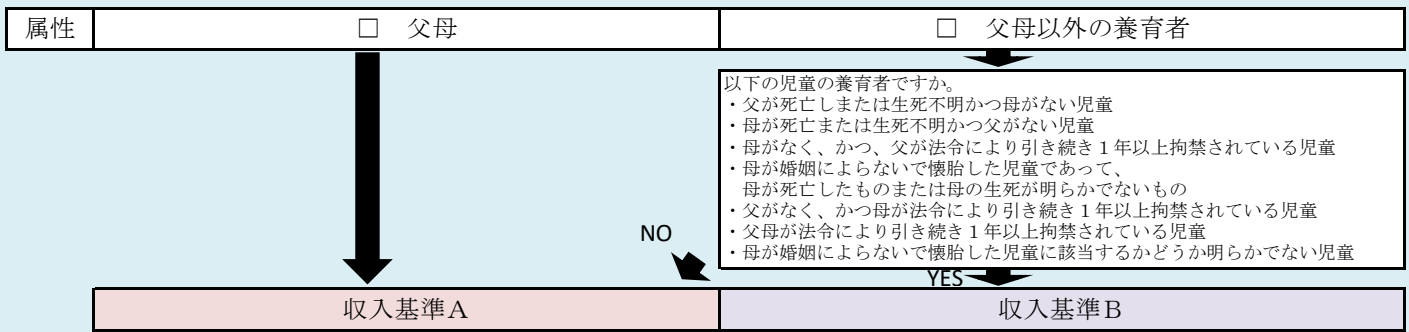 属性
□ 父母
□ 父母以外の養育者
以下の児童の養育者ですか。
・父が死亡しまたは生死不明かつ母がない児童
・母が死亡または生死不明かつ父がない児童
・母がなく、かつ、父が法令により引き続き１年以上拘禁されている児童
・母が婚姻によらないで懐胎した児童であって、
母が死亡したものまたは母の生死が明らかでないもの
・父がなく、かつ母が法令により引き続き１年以上拘禁されている児童
・父母が法令により引き続き１年以上拘禁されている児童
・母が婚姻によらないで懐胎した児童に該当するかどうか明らかでない児童
NO
YES
収入基準Ａ
収入基準Ｂ